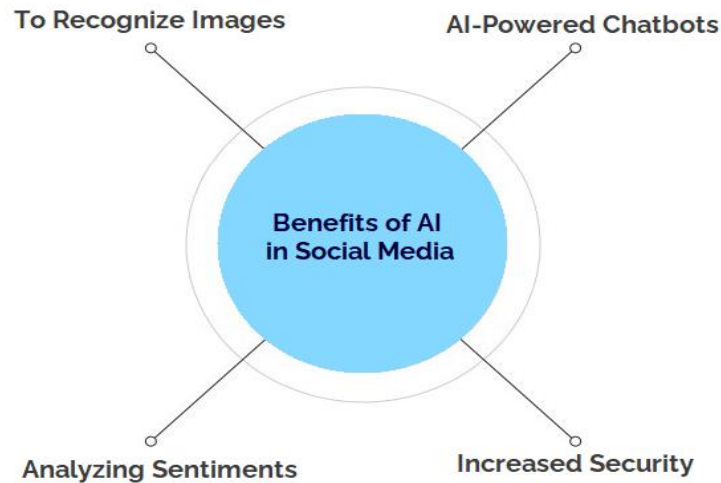 To Recognize Images
AI-Powered Chatbots
Benefits of AI
in Social Media
Analyzing Sentiments
Increased Security